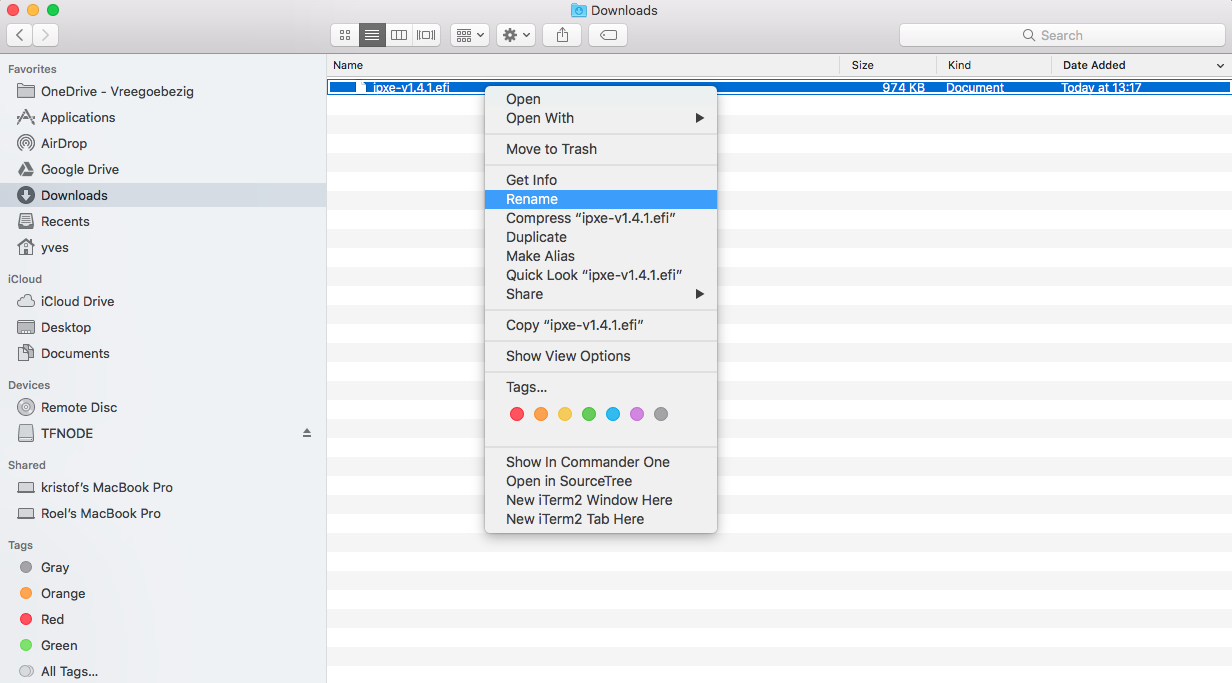 Downloads
Search
Favorites
OneDrive - Vreegoebezig
Applications
AirDrop
Google Drive
Downloads
Recents
yves
iCloud
iCloud Drive
Desktop
Documents
Devices
Remote Disc
TFNODE
Shared
kristof's MacBook Pro
Roel's MacBook Pro
Tags
Gray
Orange
Red
Green
All Tags...
Name Size Kind Date Added
ipxe-v1.4.1.efi 974 KB Document Today at 13:17
Open
Open With
Move to Trash
Get Info
Rename
Compress “ipxe-v1.4.1.efi”
Duplicate
Make Alias
Quick Look “ipxe-v1.4.1.efi”
Share
Copy “ipxe-v1.4.1.efi”
Show View Options
Tags...
Show In Commander One
Open in SourceTree
New iTerm2 Window Here
New iTerm2 Tab Here